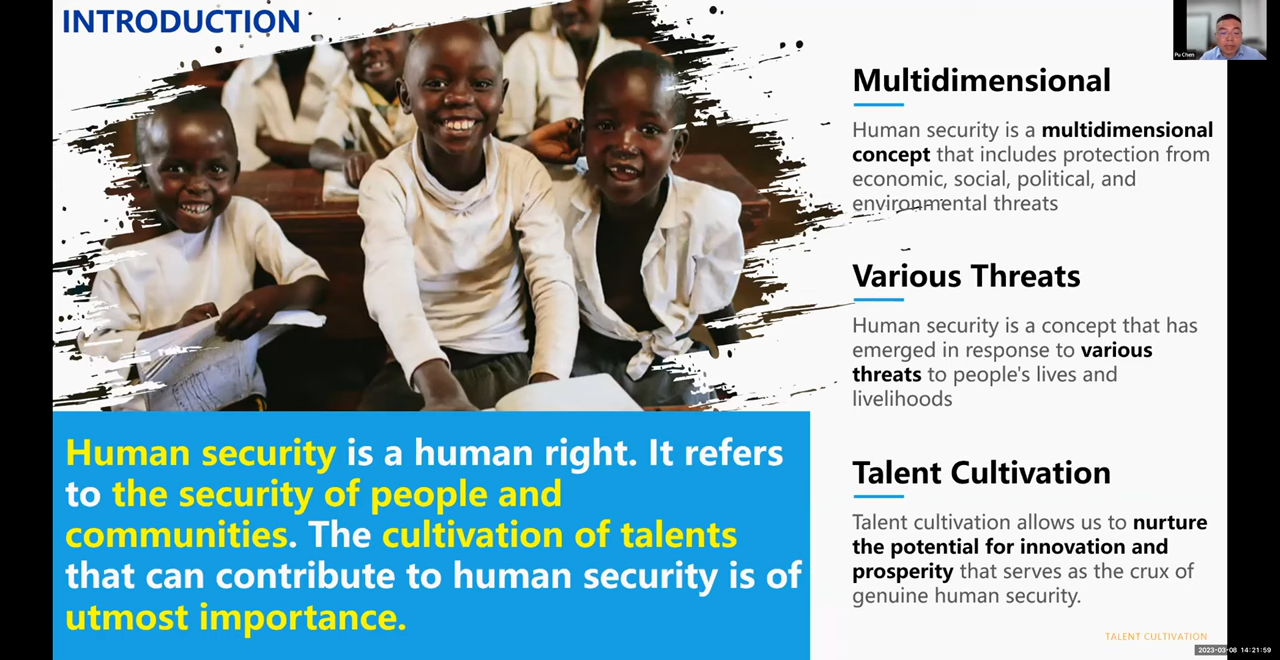 INTRODUCTION
Pu Chen
Multidimensional
Human security is a multidimensional
concept that includes protection from
economic, social, political, and
environmental threats
Various Threats
Human security is a concept that has
emerged in response to various
threats to people's lives and
livelihoods
Talent Cultivation
Talent cultivation allows us to nurture
the potential for innovation and
prosperity that serves as the crux of
genuine human security.
Human security is a human right. It refers
to the security of people and
communities. The cultivation of talents
that can contribute to human security is of
utmost importance.
TALENT CULTIVATION
2023-03-08 14:21:59